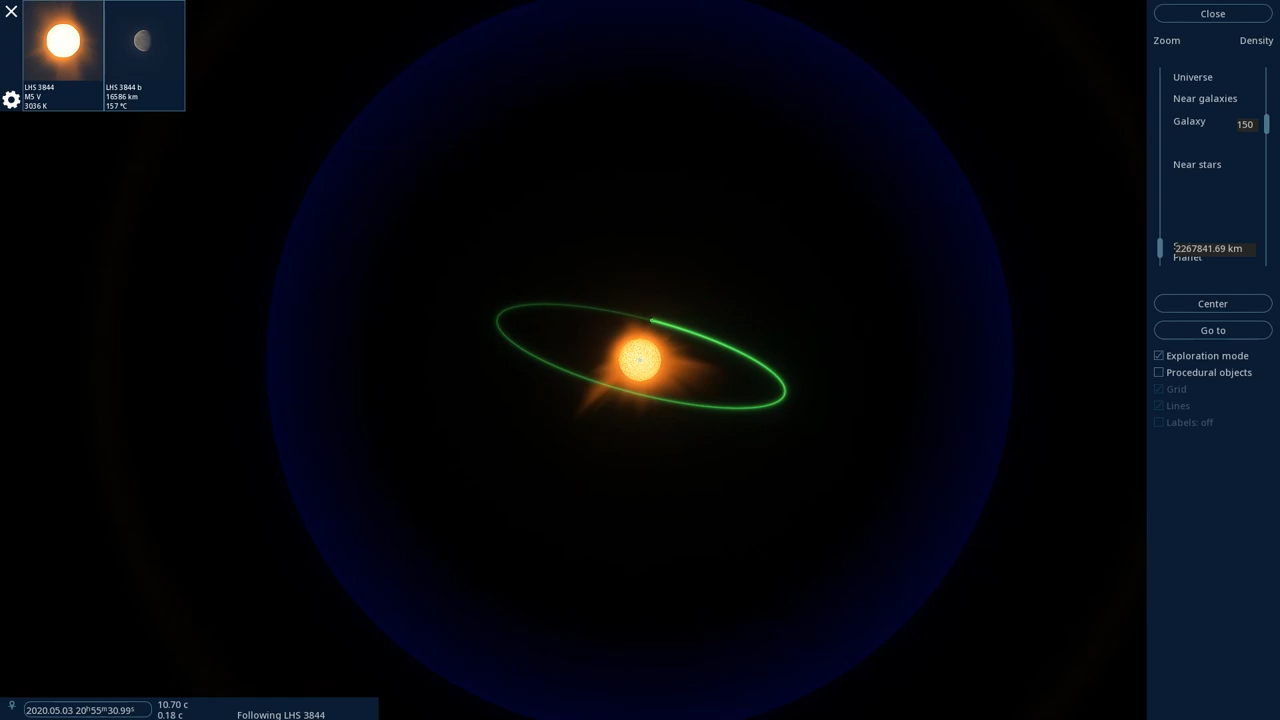 LHS 3844
M5 V
3036 K
LHS 3844 b
16586 km
157 °C
Close
Zoom
Density
Universe
Near galaxies
Galaxy
150
Near stars
2267841.69 km
Planet
Center
Go to
Exploration mode
Procedural objects
Grid
Lines
Labels: off
2020.05.03 20h55m30.99s
10.70 c
0.18 c
Following LHS 3844